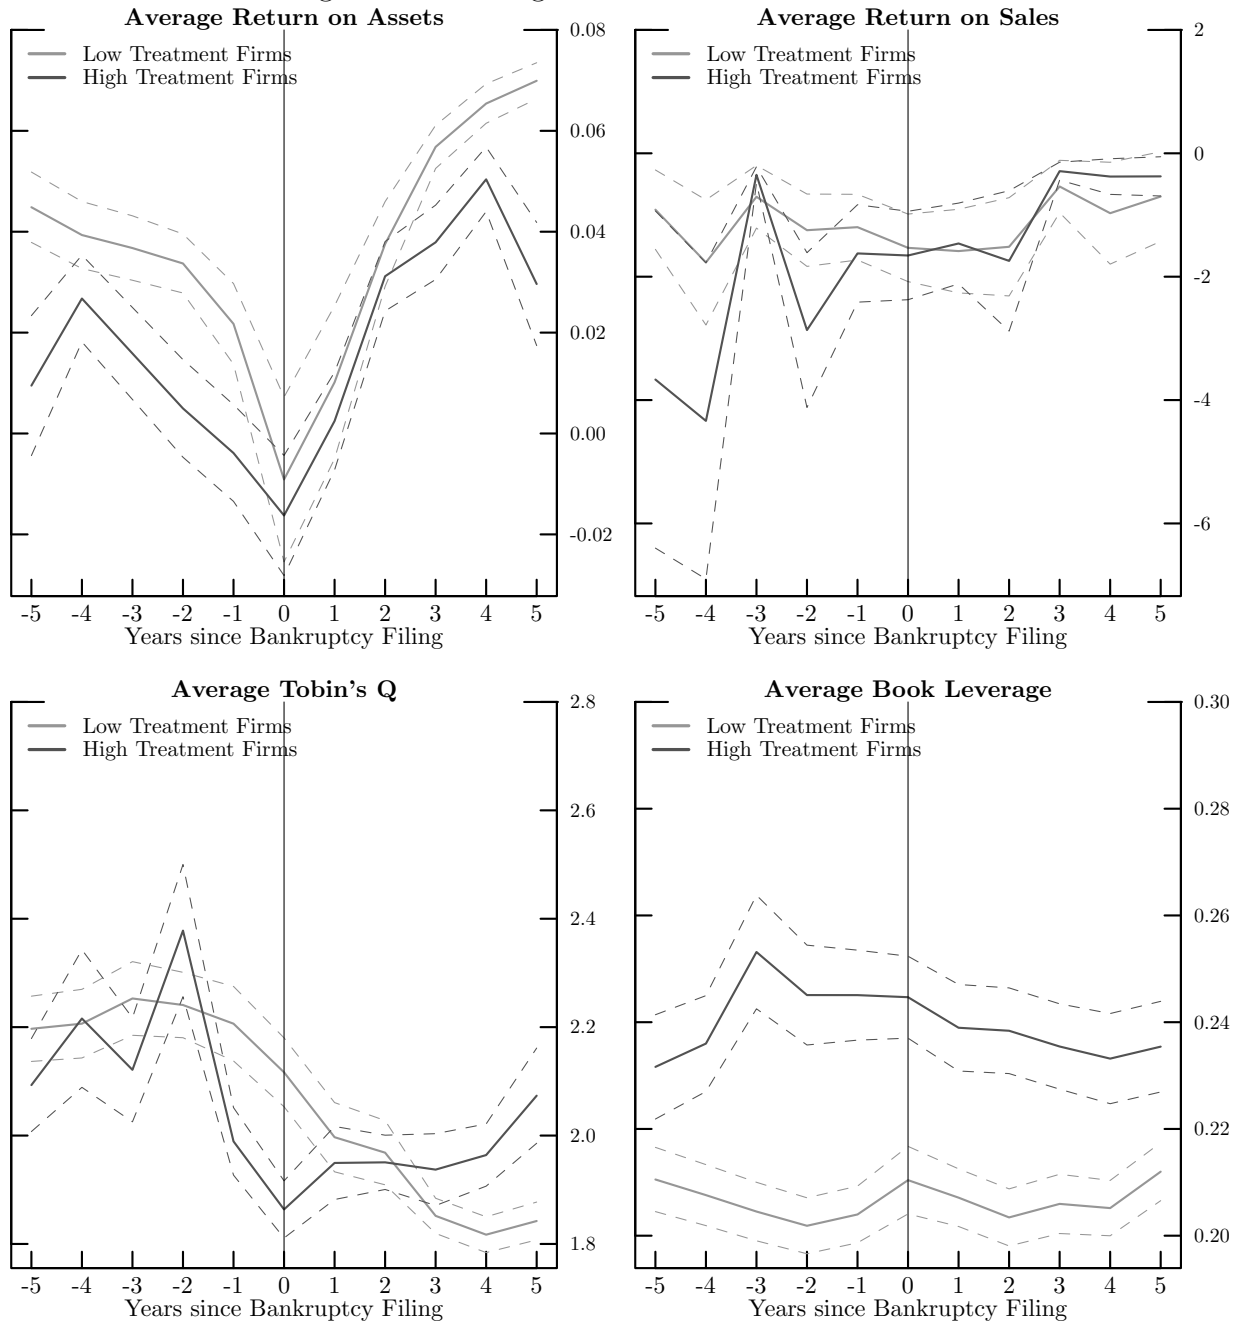 Average Return on Assets
Low Treatment Firms
High Treatment Firms
0.08
0.06
0.04
0.02
0.00
-0.02
-5 -4 -3 -2 -1 0 1 2 3 4 5
Years since Bankruptcy Filing
Average Return on Sales
Low Treatment Firms
High Treatment Firms
2
0
-2
-4
-6
-5 -4 -3 -2 -1 0 1 2 3 4 5
Years since Bankruptcy Filing
Average Tobin's Q
Low Treatment Firms
High Treatment Firms
2.8
2.6
2.4
2.2
2.0
1.8
-5 -4 -3 -2 -1 0 1 2 3 4 5
Years since Bankruptcy Filing
Average Book Leverage
Low Treatment Firms
High Treatment Firms
0.30
0.28
0.26
0.24
0.22
0.20
-5 -4 -3 -2 -1 0 1 2 3 4 5
Years since Bankruptcy Filing